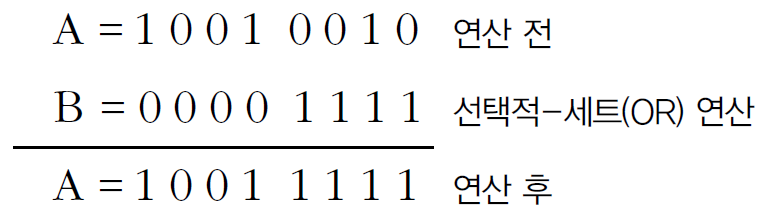 A = 1 0 0 1 0 0 1 0 연산 전
B = 0 0 0 0 1 1 1 1 선택적-세트(OR) 연산
A = 1 0 0 1 1 1 1 1 연산 후